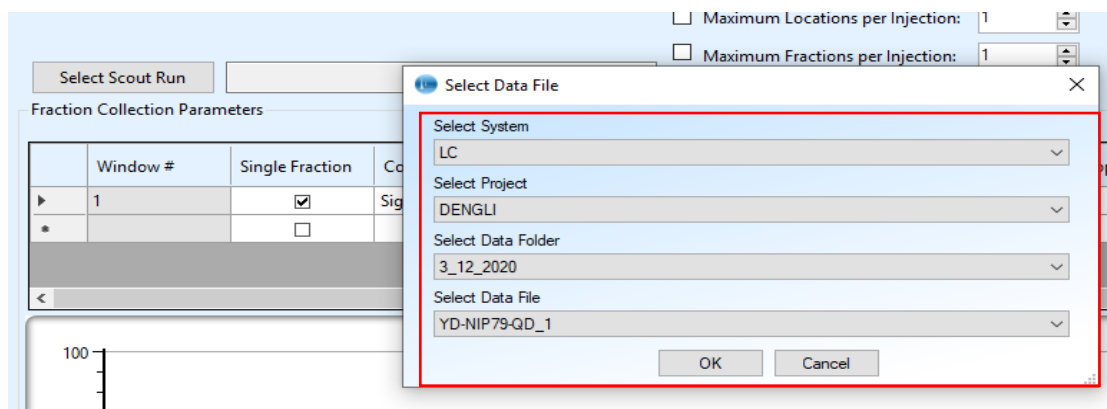 Maximum Locations per Injection: 1
Maximum Fractions per Injection: 1
Select Scout Run
Select Data File
Fraction Collection Parameters
Select System
LC
Window # Single Fraction Co
Select Project
1 Sig
DENGLI
Select Data Folder
3_12_2020
Select Data File
YD-NIP79-QD_1
OK Cancel
100